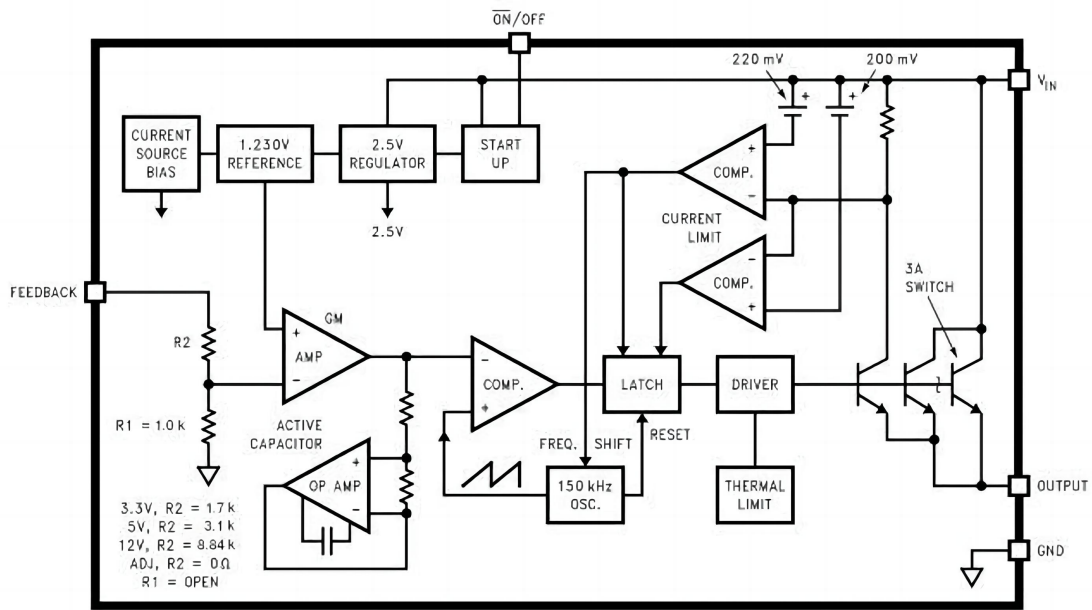 ON/OFF
220 mV
200 mV
+
+
VIN
CURRENT
SOURCE
BIAS
1.230V
REFERENCE
2.5V
REGULATOR
START
UP
2.5V
+
COMP.
-
CURRENT
LIMIT
-
COMP.
+
3A
SWITCH
FEEDBACK
R2
GM
+
AMP
-
R1 = 1.0 k
-
COMP.
+
LATCH
DRIVER
ACTIVE
CAPACITOR
+
OP AMP
-
FREQ. SHIFT
RESET
150 kHz
OSC.
THERMAL
LIMIT
OUTPUT
GND
3.3V, R2 = 1.7 k
5V, R2 = 3.1 k
12V, R2 = 8.84 k
ADJ, R2 = 0Ω
R1 = OPEN